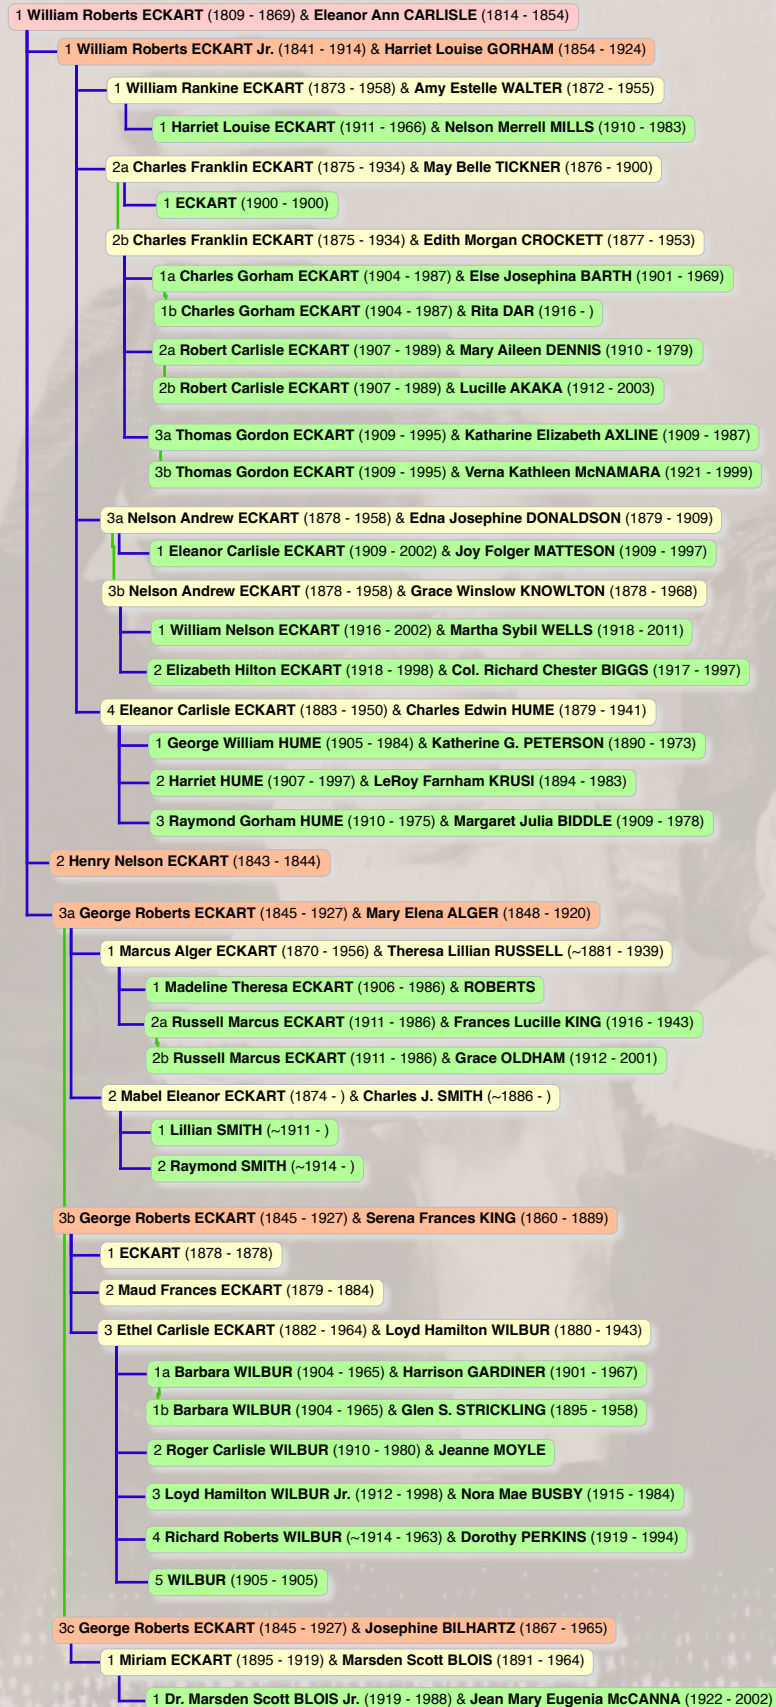 1 William Roberts ECKART (1809 - 1869) & Eleanor Ann CARLISLE (1814 - 1854)
1 William Roberts ECKART Jr. (1841 - 1914) & Harriet Louise GORHAM (1854 - 1924)
1 William Rankine ECKART (1873 - 1958) & Amy Estelle WALTER (1872 - 1955)
1 Harriet Louise ECKART (1911 - 1966) & Nelson Merrell MILLS (1910 - 1983)
2a Charles Franklin ECKART (1875 - 1934) & May Belle TICKNER (1876 - 1900)
1 ECKART (1900 - 1900)
2b Charles Franklin ECKART (1875 - 1934) & Edith Morgan CROCKETT (1877 - 1953)
1a Charles Gorham ECKART (1904 - 1987) & Else Josephina BARTH (1901 - 1969)
1b Charles Gorham ECKART (1904 - 1987) & Rita DAR (1916 - )
2a Robert Carlisle ECKART (1907 - 1989) & Mary Aileen DENNIS (1910 - 1979)
2b Robert Carlisle ECKART (1907 - 1989) & Lucille AKAKA (1912 - 2003)
3a Thomas Gordon ECKART (1909 - 1995) & Katharine Elizabeth AXLINE (1909 - 1987)
3b Thomas Gordon ECKART (1909 - 1995) & Verna Kathleen McNAMARA (1921 - 1999)
3a Nelson Andrew ECKART (1878 - 1958) & Edna Josephine DONALDSON (1879 - 1909)
1 Eleanor Carlisle ECKART (1909 - 2002) & Joy Folger MATTESON (1909 - 1997)
3b Nelson Andrew ECKART (1878 - 1958) & Grace Winslow KNOWLTON (1878 - 1968)
1 William Nelson ECKART (1916 - 2002) & Martha Sybil WELLS (1918 - 2011)
2 Elizabeth Hilton ECKART (1918 - 1998) & Col. Richard Chester BIGGS (1917 - 1997)
4 Eleanor Carlisle ECKART (1883 - 1950) & Charles Edwin HUME (1879 - 1941)
1 George William HUME (1905 - 1984) & Katherine G. PETERSON (1890 - 1973)
2 Harriet HUME (1907 - 1997) & LeRoy Farnham KRUSI (1894 - 1983)
3 Raymond Gorham HUME (1910 - 1975) & Margaret Julia BIDDLE (1909 - 1978)
2 Henry Nelson ECKART (1843 - 1844)
3a George Roberts ECKART (1845 - 1927) & Mary Elena ALGER (1848 - 1920)
1 Marcus Alger ECKART (1870 - 1956) & Theresa Lillian RUSSELL (~1881 - 1939)
1 Madeline Theresa ECKART (1906 - 1986) & ROBERTS
2a Russell Marcus ECKART (1911 - 1986) & Frances Lucille KING (1916 - 1943)
2b Russell Marcus ECKART (1911 - 1986) & Grace OLDHAM (1912 - 2001)
2 Mabel Eleanor ECKART (1874 - ) & Charles J. SMITH (~1886 - )
1 Lillian SMITH (~1911 - )
2 Raymond SMITH (~1914 - )
3b George Roberts ECKART (1845 - 1927) & Serena Frances KING (1860 - 1889)
1 ECKART (1878 - 1878)
2 Maud Frances ECKART (1879 - 1884)
3 Ethel Carlisle ECKART (1882 - 1964) & Loyd Hamilton WILBUR (1880 - 1943)
1a Barbara WILBUR (1904 - 1965) & Harrison GARDINER (1901 - 1967)
1b Barbara WILBUR (1904 - 1965) & Glen S. STRICKLING (1895 - 1958)
2 Roger Carlisle WILBUR (1910 - 1980) & Jeanne MOYLE
3 Loyd Hamilton WILBUR Jr. (1912 - 1998) & Nora Mae BUSBY (1915 - 1984)
4 Richard Roberts WILBUR (~1914 - 1963) & Dorothy PERKINS (1919 - 1994)
5 WILBUR (1905 - 1905)
3c George Roberts ECKART (1845 - 1927) & Josephine BILHARTZ (1867 - 1965)
1 Miriam ECKART (1895 - 1919) & Marsden Scott BLOIS (1891 - 1964)
1 Dr. Marsden Scott BLOIS Jr. (1919 - 1988) & Jean Mary Eugenia McCANNA (1922 - 2002)